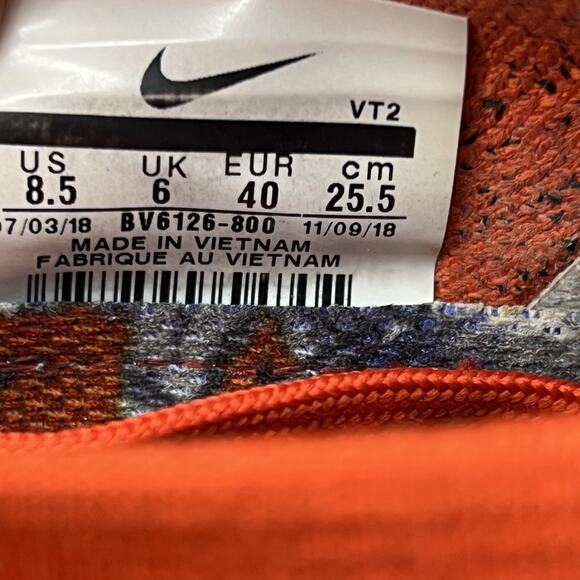 VT2
US UK EUR cm
8.5 6 40 25.5
07/03/18 BV6126-800 11/09/18
MADE IN VIETNAM
FABRIQUE AU VIETNAM